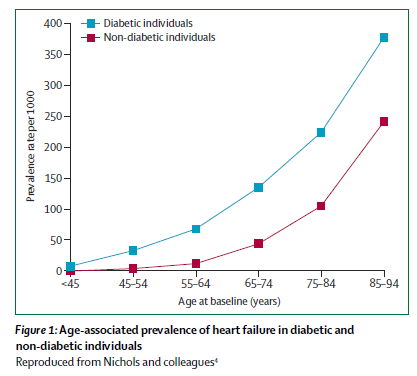 400
Diabetic individuals
Non-diabetic individuals
350
300
250
200
150
100
50
0
Prevalence rate per 1000
<45 45–54 55–64 65–74 75–84 85–94
Age at baseline (years)
Figure 1: Age-associated prevalence of heart failure in diabetic and
non-diabetic individuals
Reproduced from Nichols and colleagues⁴